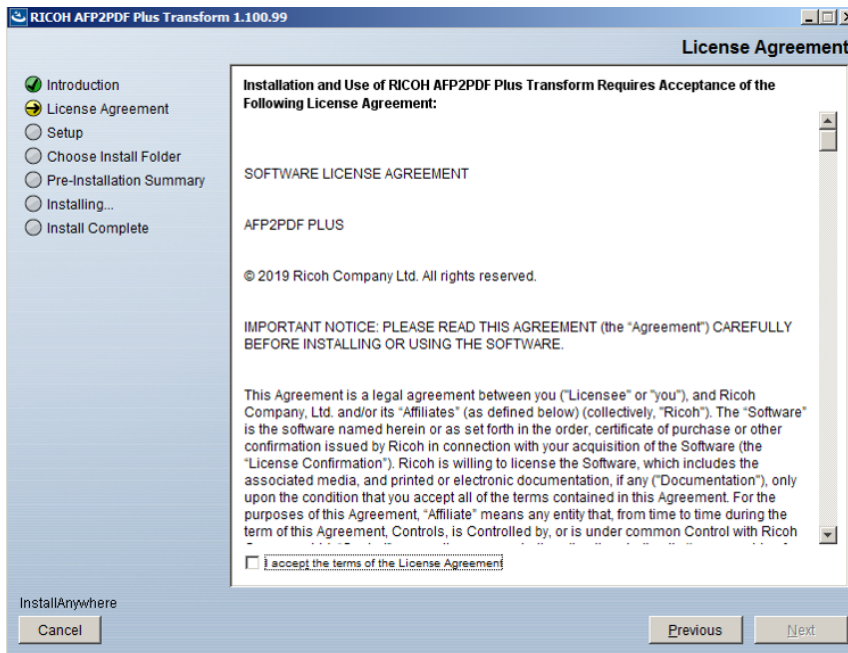 RICOH AFP2PDF Plus Transform 1.100.99
License Agreement
Introduction
License Agreement
Setup
Choose Install Folder
Pre-Installation Summary
Installing...
Install Complete
Installation and Use of RICOH AFP2PDF Plus Transform Requires Acceptance of the
Following License Agreement:
SOFTWARE LICENSE AGREEMENT
AFP2PDF PLUS
© 2019 Ricoh Company Ltd. All rights reserved.
IMPORTANT NOTICE: PLEASE READ THIS AGREEMENT (the “Agreement”) CAREFULLY
BEFORE INSTALLING OR USING THE SOFTWARE.
This Agreement is a legal agreement between you ("Licensee" or "you"), and Ricoh
Company, Ltd. and/or its “Affiliates” (as defined below) (collectively, "Ricoh"). The “Software”
is the software named herein or as set forth in the order, certificate of purchase or other
confirmation issued by Ricoh in connection with your acquisition of the Software (the
“License Confirmation”). Ricoh is willing to license the Software, which includes the
associated media, and printed or electronic documentation, if any ("Documentation"), only
upon the condition that you accept all of the terms contained in this Agreement. For the
purposes of this Agreement, “Affiliate” means any entity that, from time to time during the
term of this Agreement, Controls, is Controlled by, or is under common Control with Ricoh
I accept the terms of the License Agreement
InstallAnywhere
Cancel
Previous
Next